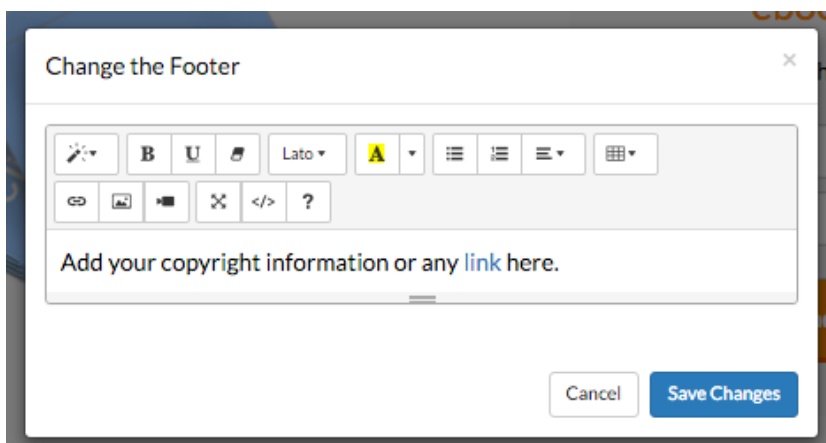 Change the Footer
×
B U Lato A
</> ?
Add your copyright information or any link here.
Cancel Save Changes